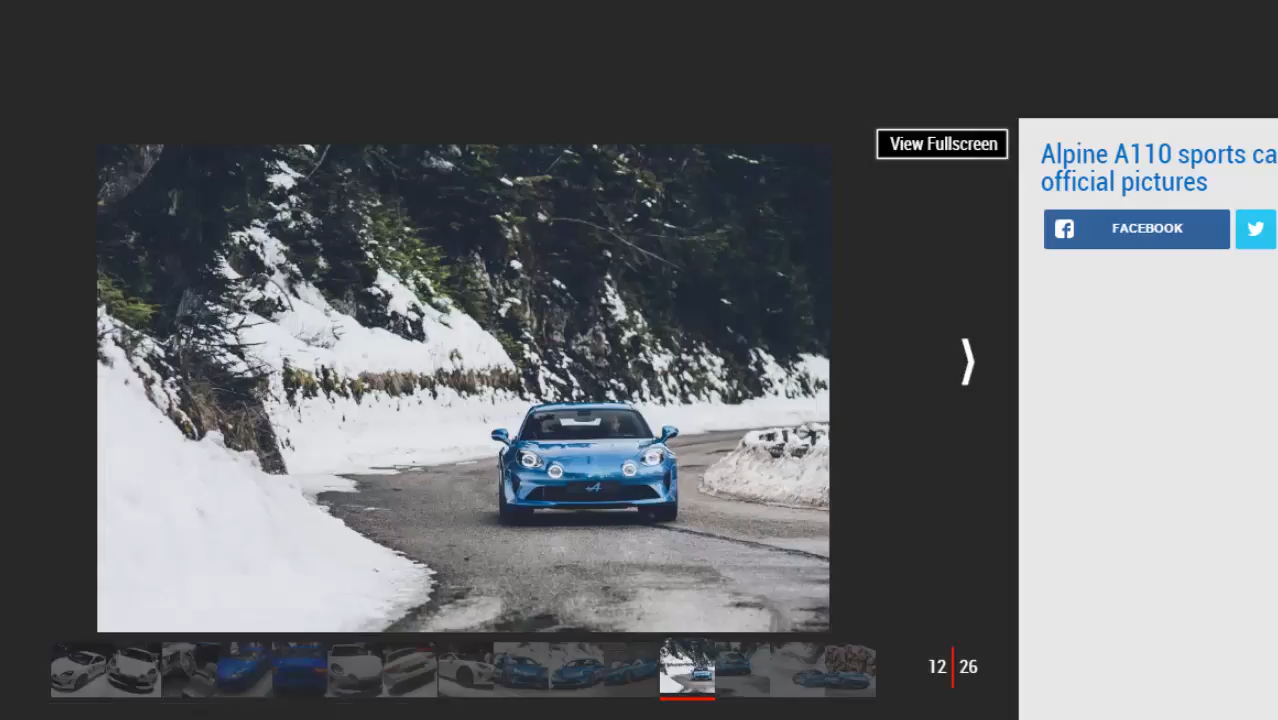 View Fullscreen
Alpine A110 sports ca
official pictures
FACEBOOK
12 26